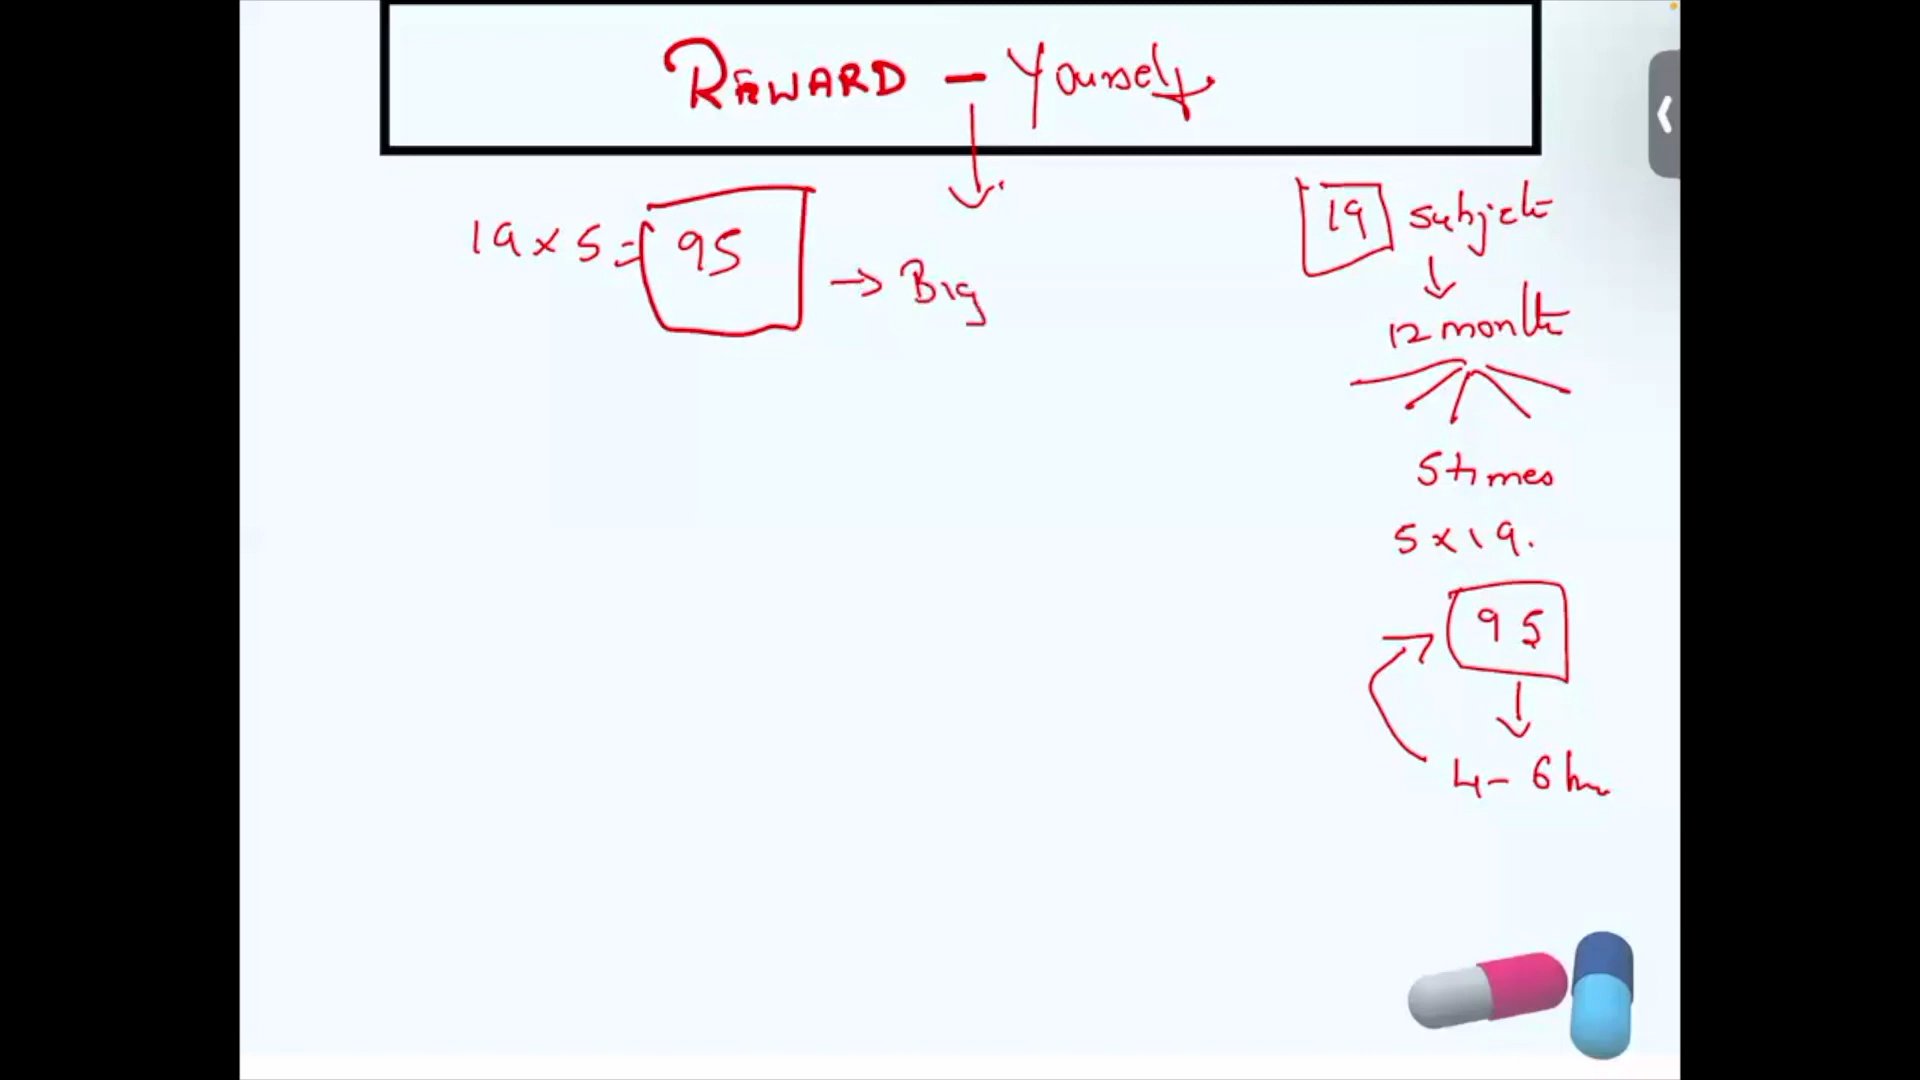 REWARD - Yourself
19 x 5 = 95
→ Big
19 subjects
12 month
5 times
5 x 19.
95
4 - 6 hr